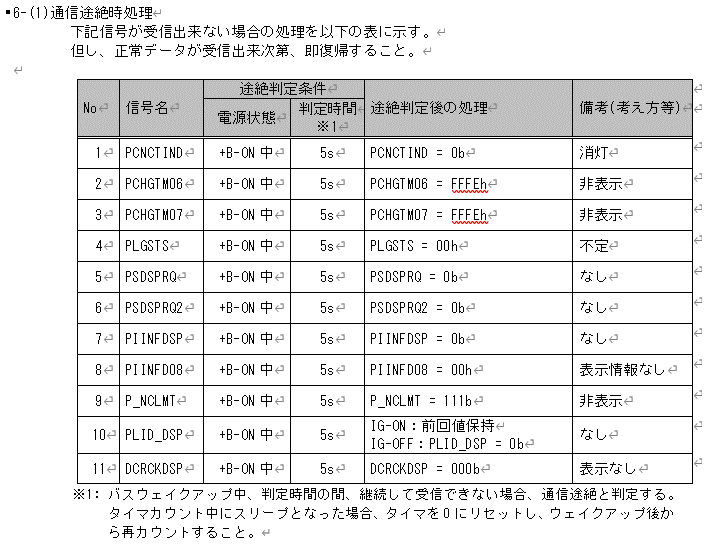 ▪6-(1)通信途絶時処理
下記信号が受信出来ない場合の処理を以下の表に示す。↵
但し、正常データが受信出来次第、即復帰すること。↵
↵
No↵ 信号名↵ 途絶判定条件↵ 途絶判定後の処理↵ 備考(考え方等)↵
電源状態↵ 判定時間
※1↵
1↵ PCNCTIND↵ +B-ON 中↵ 5s↵ PCNCTIND = 0b↵ 消灯↵
2↵ PCHGTM06↵ +B-ON 中↵ 5s↵ PCHGTM06 = FFFEh↵ 非表示↵
3↵ PCHGTM07↵ +B-ON 中↵ 5s↵ PCHGTM07 = FFFEh↵ 非表示↵
4↵ PLGSTS↵ +B-ON 中↵ 5s↵ PLGSTS = 00h↵ 不定↵
5↵ PSDSPRQ↵ +B-ON 中↵ 5s↵ PSDSPRQ = 0b↵ なし↵
6↵ PSDSPRQ2↵ +B-ON 中↵ 5s↵ PSDSPRQ2 = 0b↵ なし↵
7↵ PIINFDSP↵ +B-ON 中↵ 5s↵ PIINFDSP = 0b↵ なし↵
8↵ PIINFD08↵ +B-ON 中↵ 5s↵ PIINFD08 = 00h↵ 表示情報なし↵
9↵ P_NCLMT↵ +B-ON 中↵ 5s↵ P_NCLMT = 111b↵ 非表示↵
10↵ PLID_DSP↵ +B-ON 中↵ 5s↵ IG-ON：前回値保持
IG-OFF：PLID_DSP = 0b↵ なし↵
11↵ DCRCKDSP↵ +B-ON 中↵ 5s↵ DCRCKDSP = 000b↵ 表示なし↵
※1: バスウェイクアップ中、判定時間の間、継続して受信できない場合、通信途絶と判定する。
タイマカウント中にスリープとなった場合、タイマを0にリセットし、ウェイクアップ後か
ら再カウントすること。↵